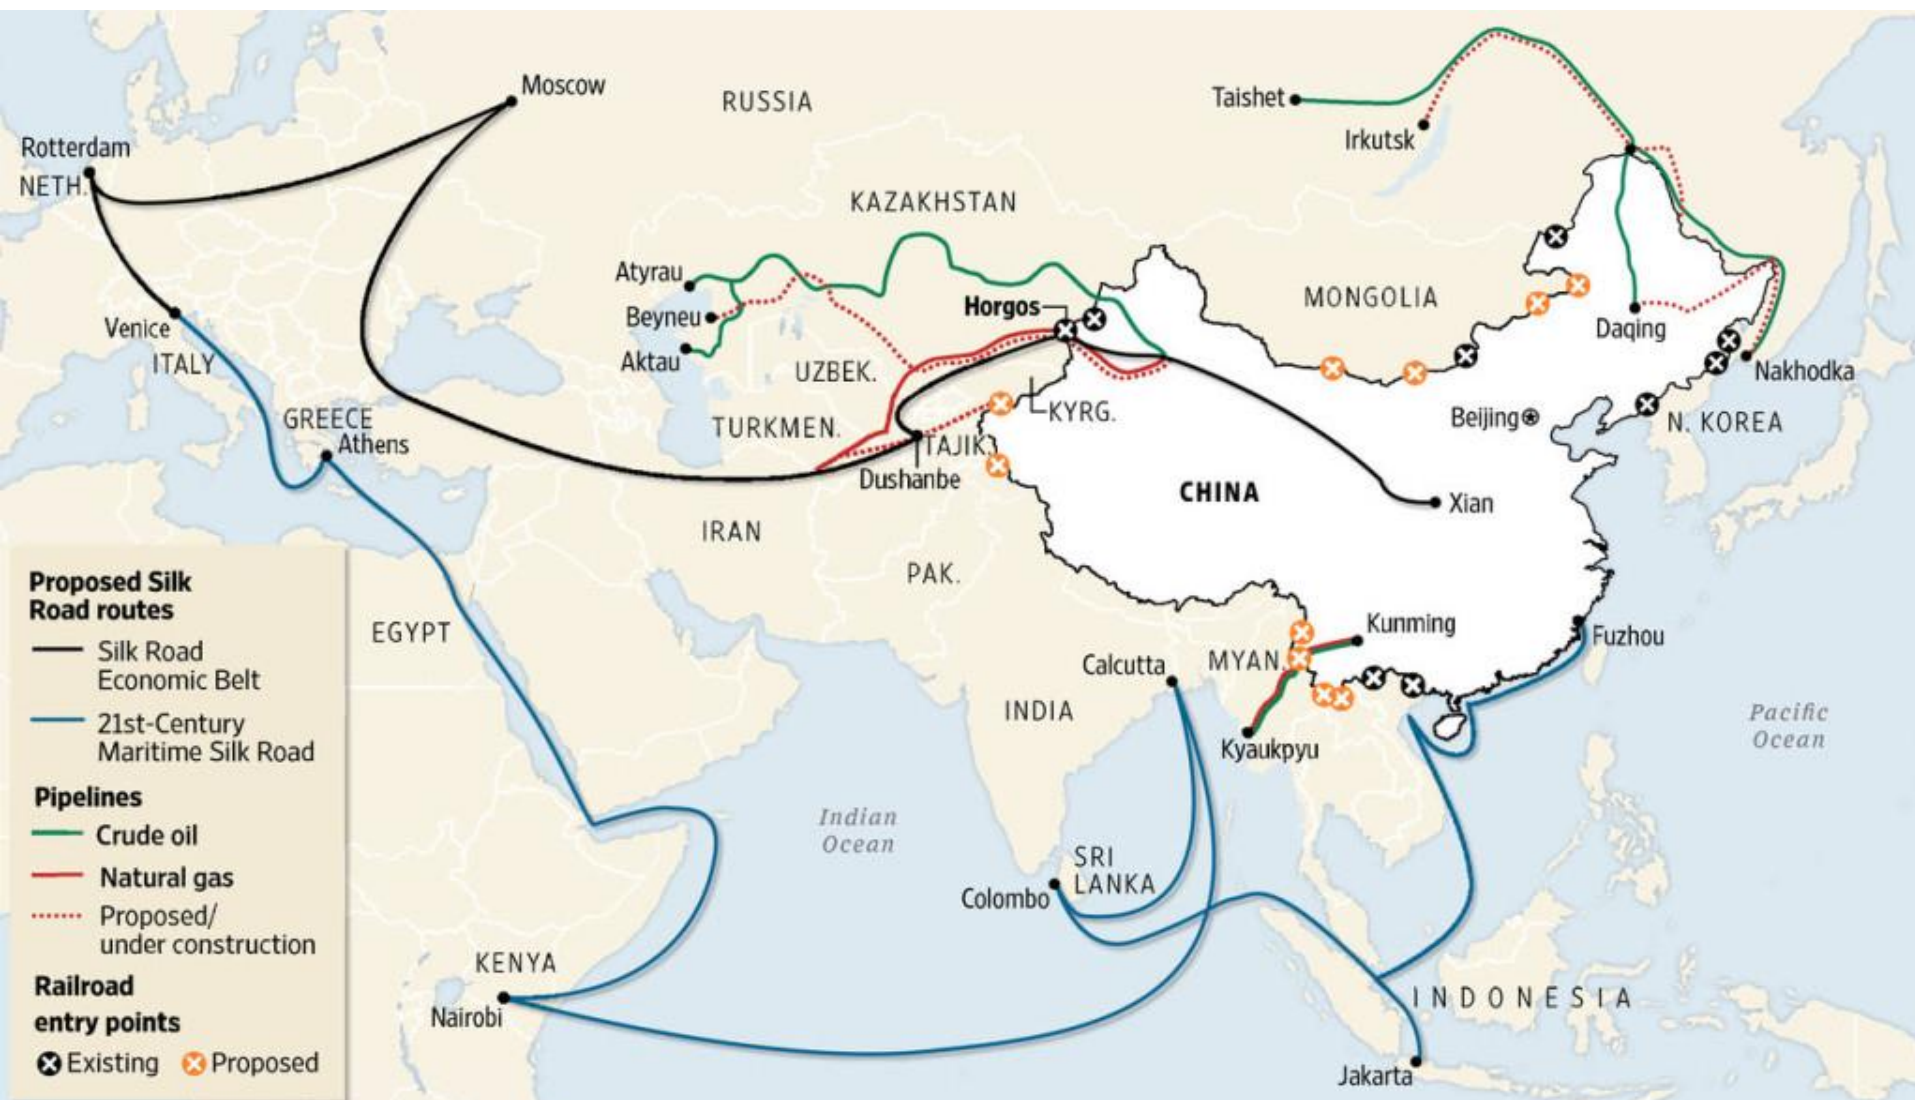 Moscow
RUSSIA
Taishet
Irkutsk
Rotterdam
NETH.
KAZAKHSTAN
Atyrau
Beyneu
Aktau
Horgos
MONGOLIA
Daqing
Nakhodka
Venice
ITALY
UZBEK.
KYRG.
Beijing
N. KOREA
GREECE
Athens
TURKMEN.
TAJIK.
Dushanbe
CHINA
Xian
IRAN
PAK.
EGYPT
Kunming
Fuzhou
Calcutta
MYAN.
INDIA
Kyaukpyu
Pacific
Ocean
Indian
Ocean
SRI
LANKA
Colombo
KENYA
Nairobi
INDONESIA
Jakarta
Proposed Silk
Road routes
Silk Road
Economic Belt
21st-Century
Maritime Silk Road
Pipelines
Crude oil
Natural gas
Proposed/
under construction
Railroad
entry points
Existing
Proposed